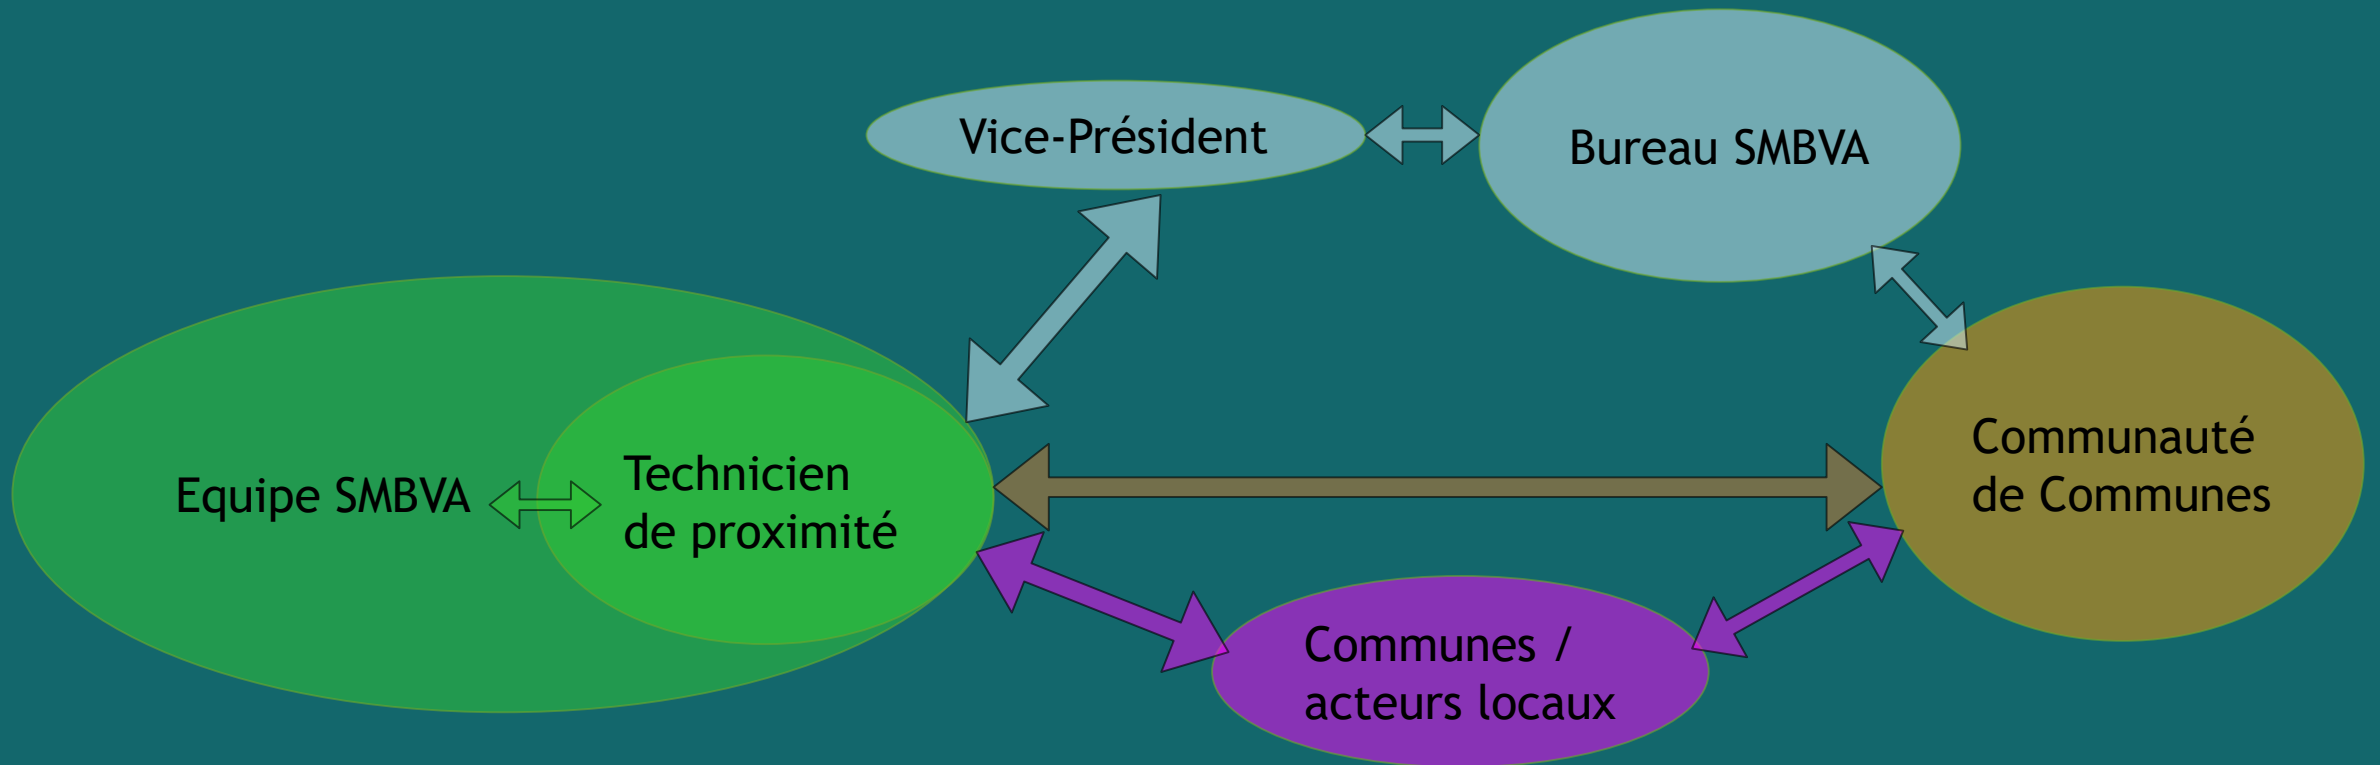 Vice-Président
Bureau SMBVA
Equipe SMBVA
Technicien
de proximité
Communauté
de Communes
Communes /
acteurs locaux